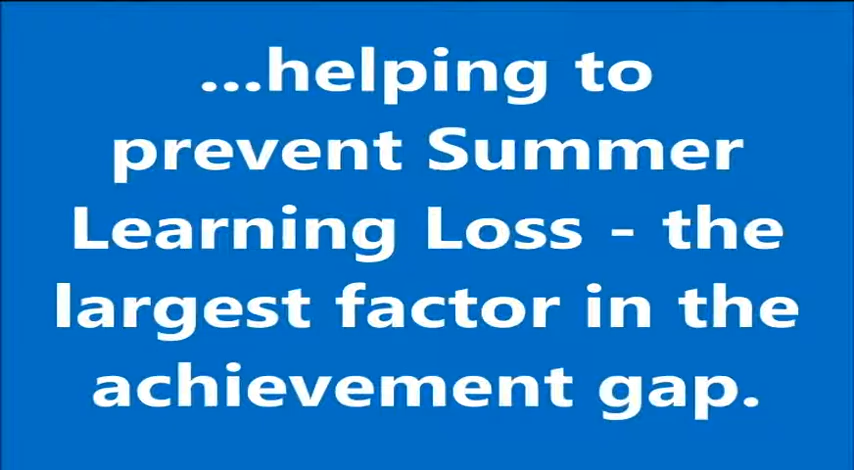 ...helping to
prevent Summer
Learning Loss - the
largest factor in the
achievement gap.